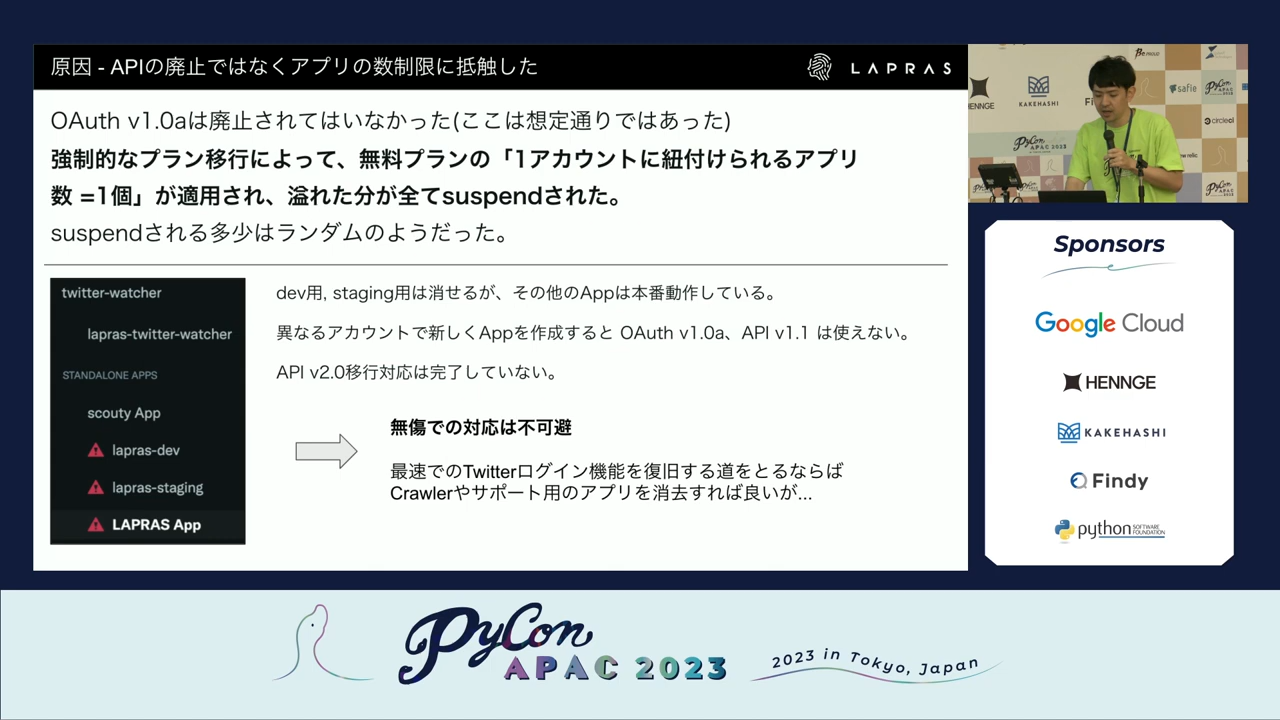 原因 - APIの廃止ではなくアプリの数制限に抵触した
LAPRAS
OAuth v1.0aは廃止されてはいなかった(ここは想定通りではあった)
強制的なプラン移行によって、無料プランの「1アカウントに紐付けられるアプリ
数 =1個」が適用され、溢れた分が全てsuspendされた。
suspendされる多少はランダムのようだった。
twitter-watcher
lapras-twitter-watcher
STANDALONE APPS
scouty App
lapras-dev
lapras-staging
LAPRAS App
dev用, staging用は消せるが、その他のAppは本番動作している。
異なるアカウントで新しくAppを作成すると OAuth v1.0a、API v1.1 は使えない。
API v2.0移行対応は完了していない。
無傷での対応は不可避
最速でのTwitterログイン機能を復旧する道をとるならば
Crawlerやサポート用のアプリを消去すれば良いが...
KAKEHASHI
safie
circleci
Sponsors
Google Cloud
HENNGE
KAKEHASHI
Findy
python SOFTWARE FOUNDATION
PyCon
APAC 2023
2023 in Tokyo, Japan